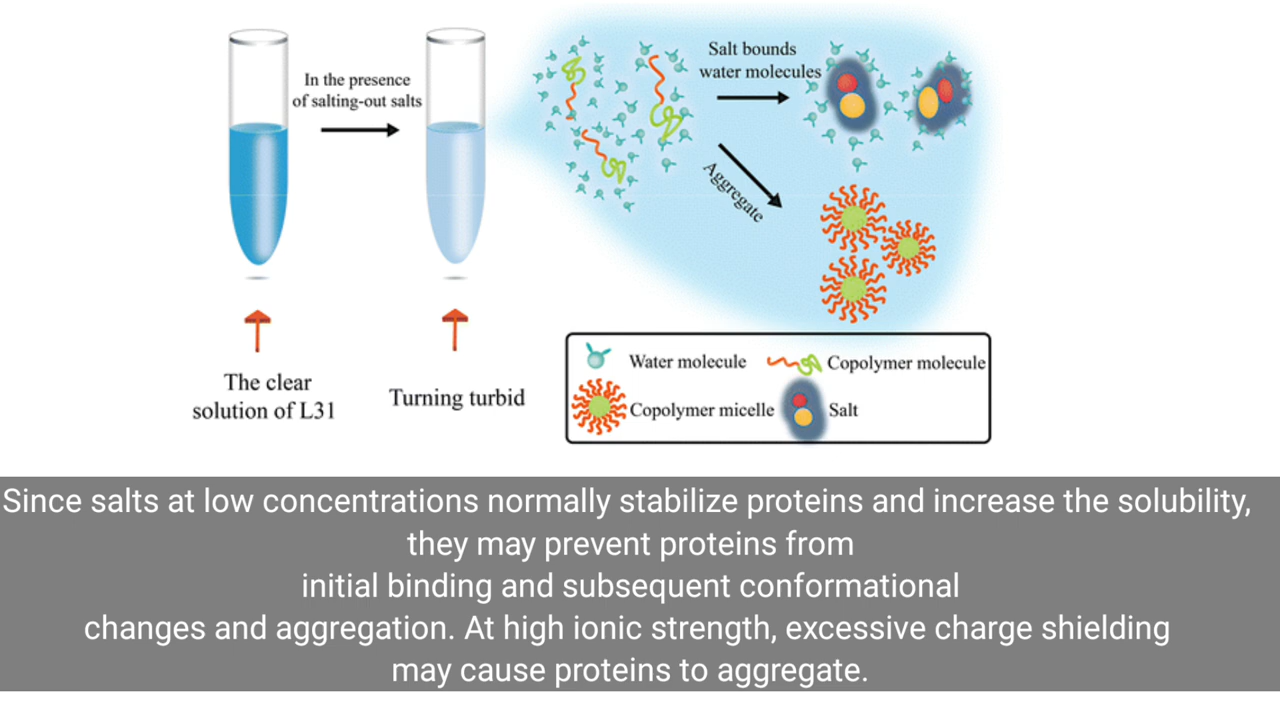 In the presence
of salting-out salts
Salt bounds
water molecules
Aggregate
The clear
solution of L31
Turning turbid
Water molecule
Copolymer molecule
Copolymer micelle
Salt
Since salts at low concentrations normally stabilize proteins and increase the solubility,
they may prevent proteins from
initial binding and subsequent conformational
changes and aggregation. At high ionic strength, excessive charge shielding
may cause proteins to aggregate.